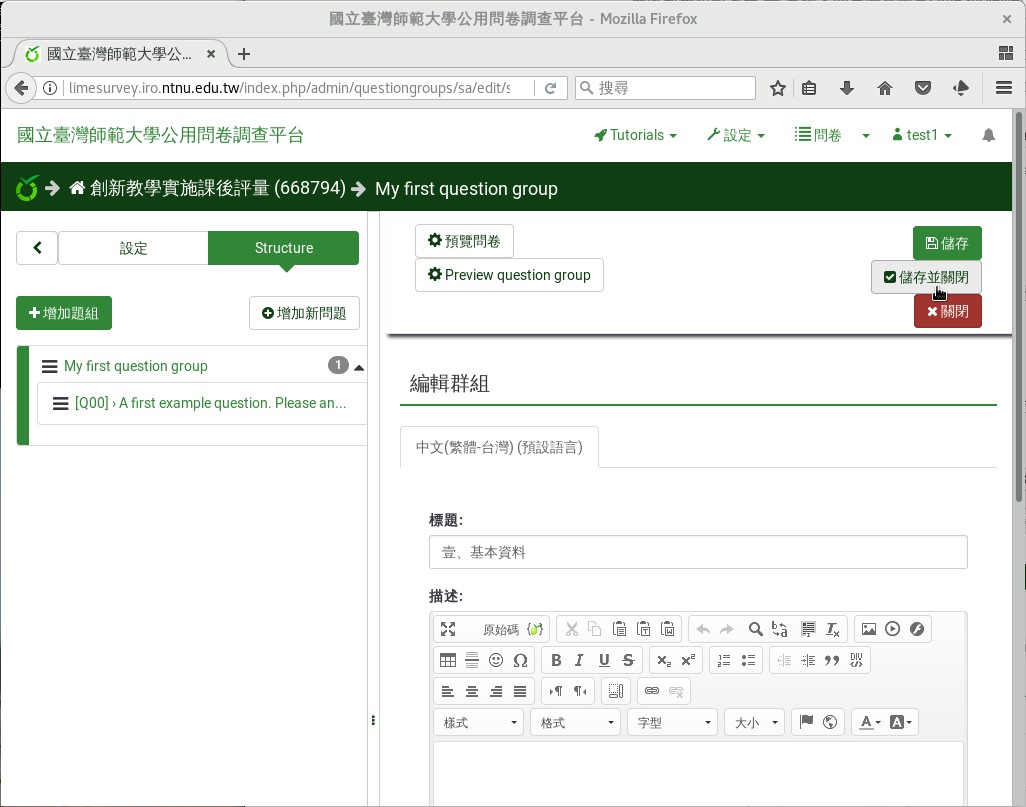 國立臺灣師範大學公用問卷調查平台 - Mozilla Firefox
國立臺灣師範大學公...
limesurvey.iro.ntnu.edu.tw/index.php/admin/questiongroups/sa/edit/s
搜尋
國立臺灣師範大學公用問卷調查平台
Tutorials
設定
問卷
test1
創新教學實施課後評量 (668794)
My first question group
設定
Structure
預覽問卷
Preview question group
儲存
儲存並關閉
關閉
增加題組
增加新問題
My first question group
1
[Q00] › A first example question. Please an...
編輯群組
中文(繁體-台灣) (預設語言)
標題:
壹、基本資料
描述:
原始碼
樣式
格式
字型
大小